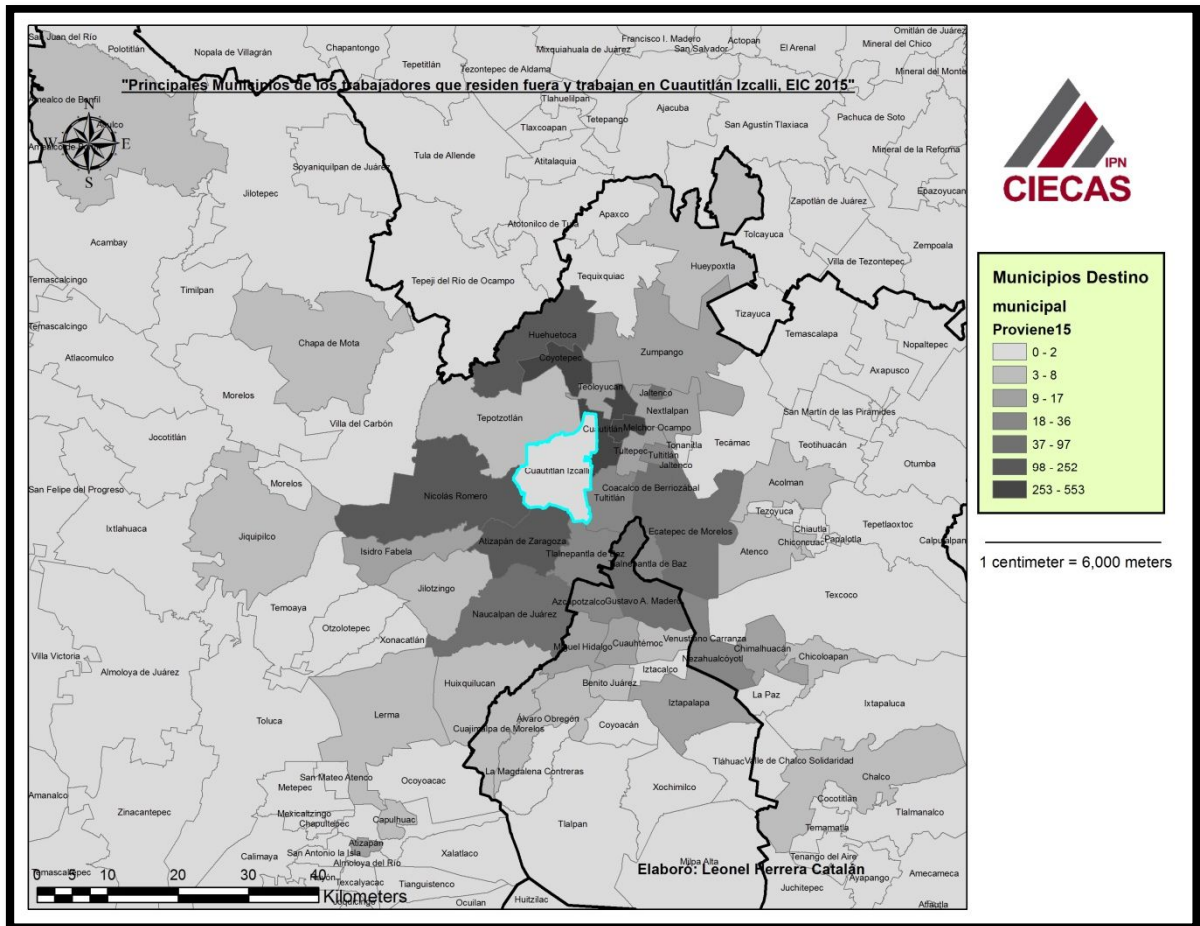 San Juan del Río
Polotitlán
Nopala de Villagrán
Chapantongo
Tepetitlán
Mixquiahuala de Juárez
Francisco I. Madero
San Salvador
Actopan
El Arenal
Omitlán de Juárez
Mineral del Chico
Mineral del Monte
Tezontepec de Aldama
"Principales Municipios de los trabajadores que residen fuera y trabajan en Cuautitlán Izcalli, EIC 2015"
Amealco de Bonfil
N
W
E
S
Tlahuelilpan
Tetepango
Ajacuba
Tlaxcoapan
San Agustín Tlaxiaca
Pachuca de Soto
Mineral de la Reforma
Tula de Allende
Atitalaquia
Soyaniquilpan de Juárez
Jilotepec
Epazoyucan
Zapotlán de Juárez
Apaxco
Atotonilco de Tula
Tolcayuca
Zempoala
Acambay
Villa de Tezontepec
Hueypoxtla
Temascalcingo
Tepeji del Río de Ocampo
Tequixquiac
Timilpan
Tizayuca
Temascalapa
Temascalcingo
Huehuetoca
Chapa de Mota
Nopaltepec
Zumpango
Atlacomulco
Coyotepec
Axapusco
Teoloyucan
Jaltenco
Morelos
Nextlalpan
San Martín de las Pirámides
Tepotzotlán
Villa del Carbón
Cuautitlán
Melchor Ocampo
Teotihuacan
Jocotitlán
Tultepec
Tonanitla
Tecámac
Tultitlán
Jaltenco
Otumba
Cuautitlan Izcalli
Morelos
San Felipe del Progreso
Nicolás Romero
Tultitlán
Coacalco de Berriozábal
Acolman
Tezoyuca
Ixtlahuaca
Jiquipilco
Ecatepec de Morelos
Chiautla
Tepetlaoxtoc
Chiconcuac
Papalotla
Calpulalpan
Atizapán de Zaragoza
Isidro Fabela
Tlalnepantla de Baz
Tlalnepantla de Baz
Atenco
Jilotzingo
Texcoco
Temoaya
Azcapotzalco
Gustavo A. Madero
Otzolotepec
Naucalpan de Juárez
Xonacatlán
Miguel Hidalgo
Cuauhtémoc
Venustiano Carranza
Chimalhuacán
Nezahualcóyotl
Chicoloapan
Villa Victoria
Almoloya de Juárez
Huixquilucan
Iztacalco
Benito Juárez
La Paz
Iztapalapa
Ixtapaluca
Lerma
Toluca
Álvaro Obregón
Cuajimalpa de Morelos
Coyoacán
Tláhuac
Valle de Chalco Solidaridad
La Magdalena Contreras
San Mateo Atenco
Ocoyoacac
Metepec
Chalco
Xochimilco
Amanalco
Zinacantepec
Mexicaltzingo
Chapultepec
Capulhuac
Cocotitlán
Tlalmanalco
Tlalpan
Temamatla
Atizapán
San Antonio la Isla
Calimaya
Almoloya del Río
Xalatlaco
Tenango del Aire
Milpa Alta
Elaboró: Leonel Herrera Catalán
Ayapango
Amecameca
Temascaltepec
Rayón
Texcalyacac
Tianguistenco
Juchitepec
0 5 10 20 30 40
Kilometers
Ocuilan
Huitzilac
IPN
CIECAS
Municipios Destino
municipal
Proviene15
0 - 2
3 - 8
9 - 17
18 - 36
37 - 97
98 - 252
253 - 553
1 centimeter = 6,000 meters